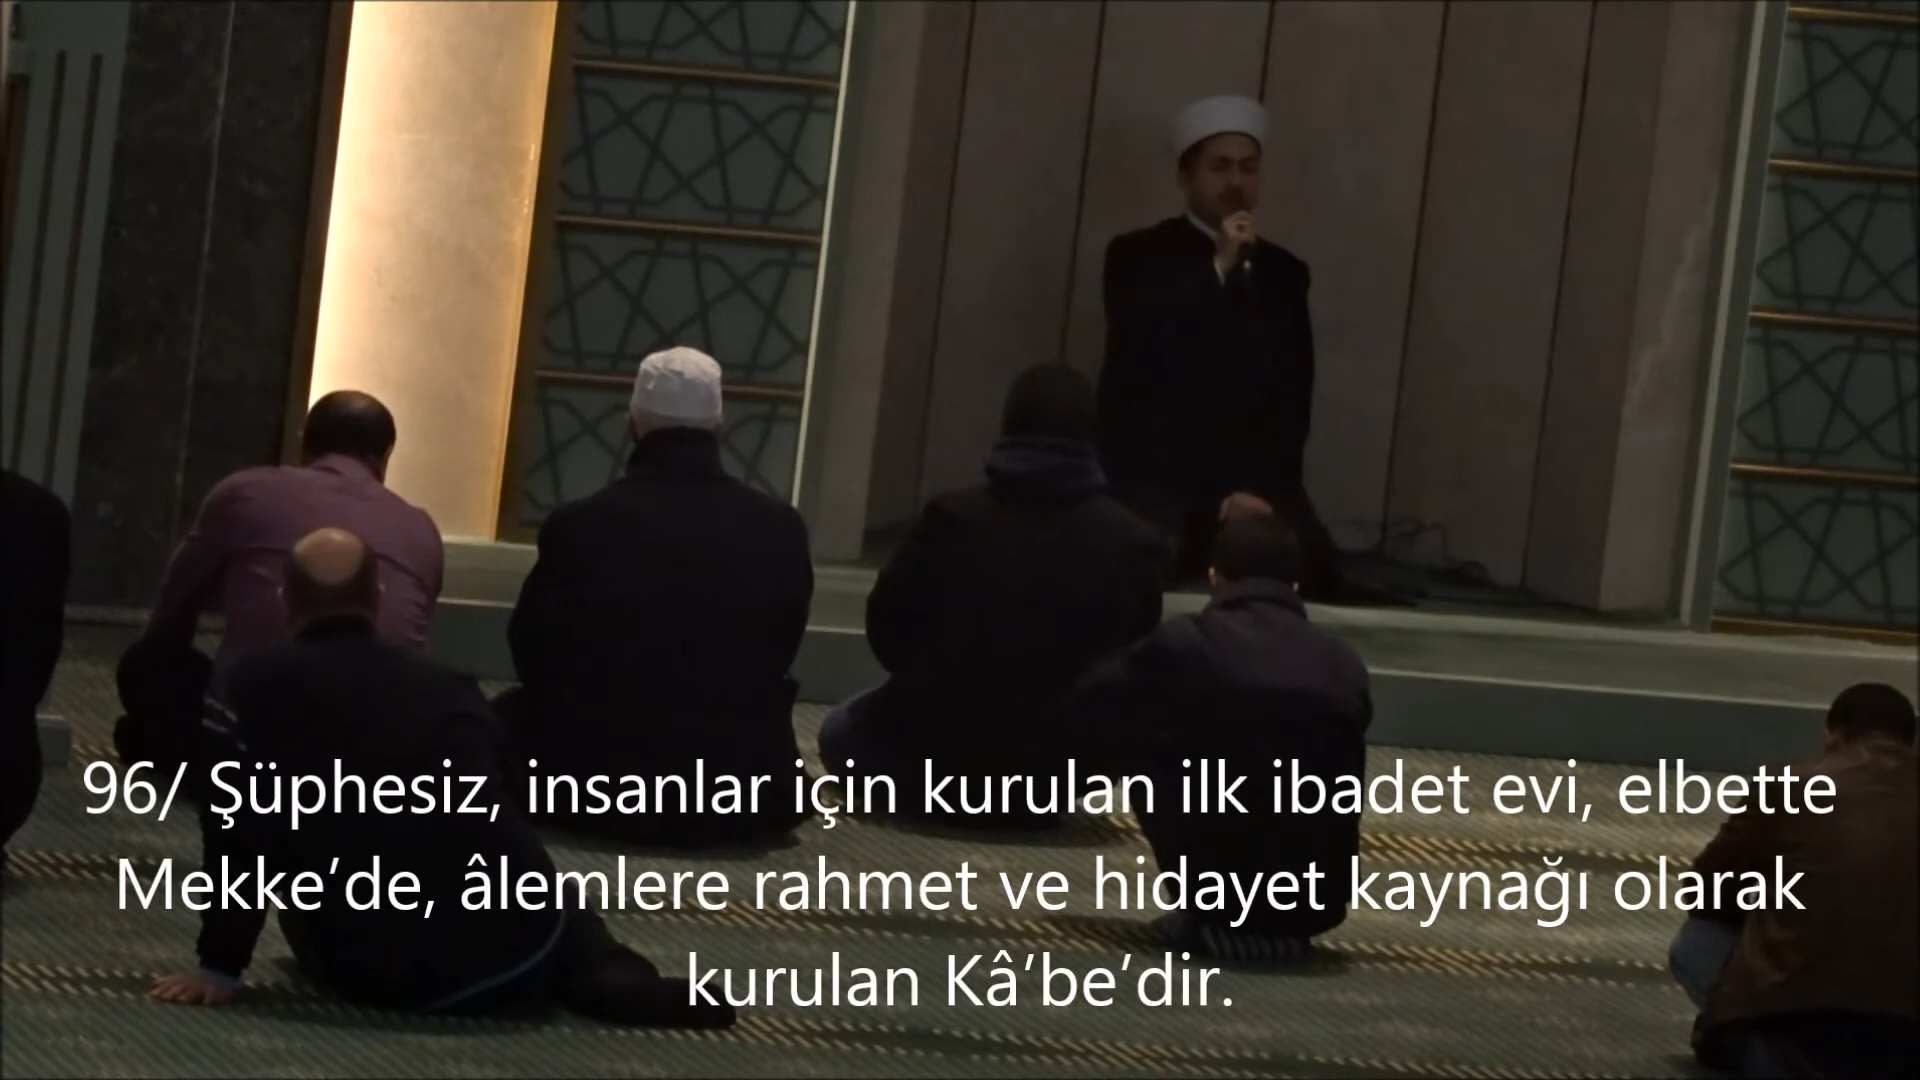 96/ Şüphesiz, insanlar için kurulan ilk ibadet evi, elbette
Mekke’de, âlemlere rahmet ve hidayet kaynağı olarak
kurulan Kâ’be’dir.